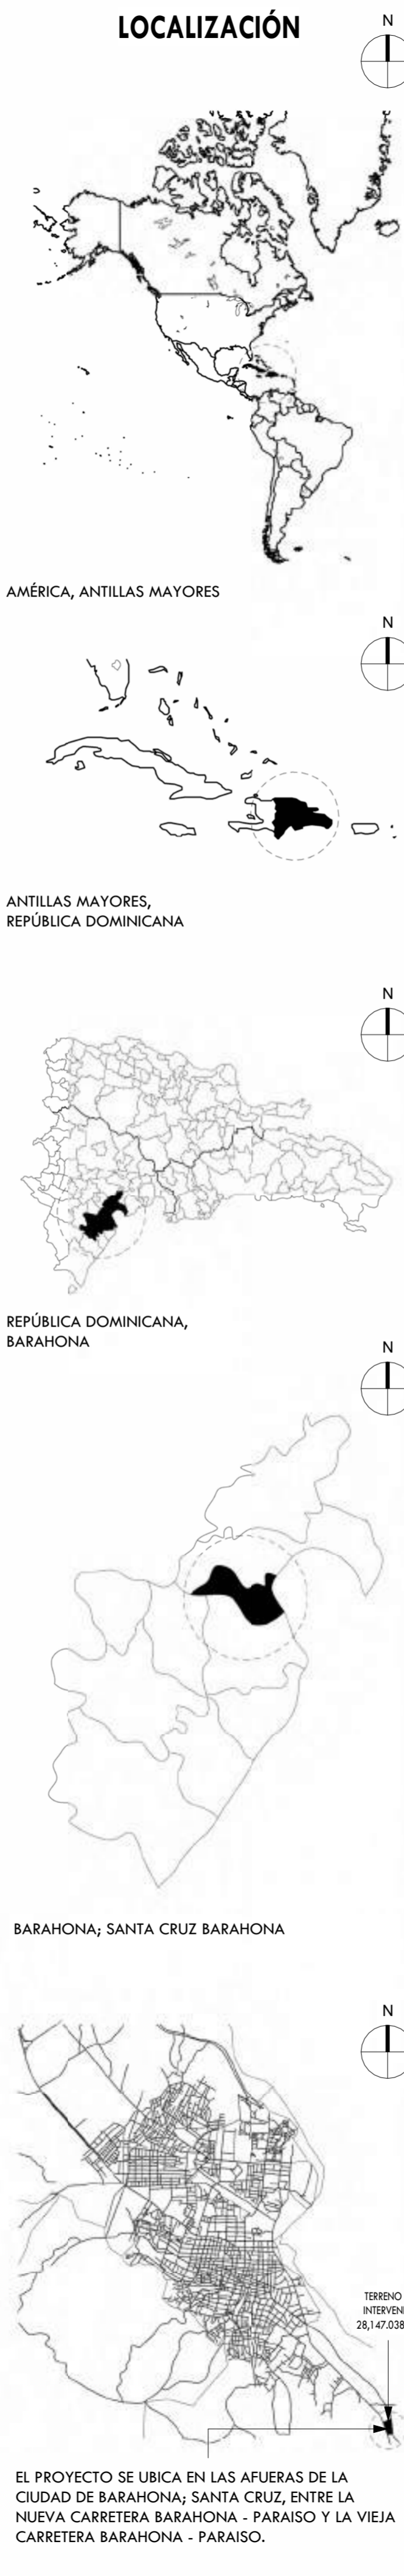 LOCALIZACIÓN
N
AMÉRICA, ANTILLAS MAYORES
N
ANTILLAS MAYORES,
REPÚBLICA DOMINICANA
N
REPÚBLICA DOMINICANA,
BARAHONA
N
BARAHONA; SANTA CRUZ BARAHONA
N
TERRENO
INTERVENI
28,147.038
EL PROYECTO SE UBICA EN LAS AFUERAS DE LA
CIUDAD DE BARAHONA; SANTA CRUZ, ENTRE LA
NUEVA CARRETERA BARAHONA - PARAISO Y LA VIEJA
CARRETERA BARAHONA - PARAISO.